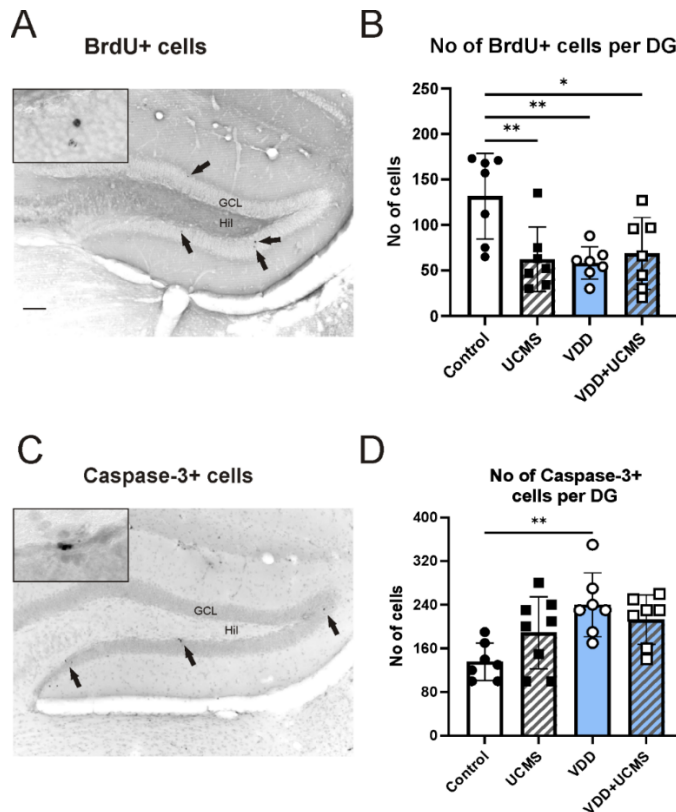 A
BrdU+ cells
GCL
Hil
B
No of BrdU+ cells per DG
No of cells
250
200
150
100
50
0
*
**
**
Control
UCMS
VDD
VDD+UCMS
C
Caspase-3+ cells
GCL
Hil
D
No of Caspase-3+
cells per DG
No of cells
400
320
240
160
80
0
**
Control
UCMS
VDD
VDD+UCMS